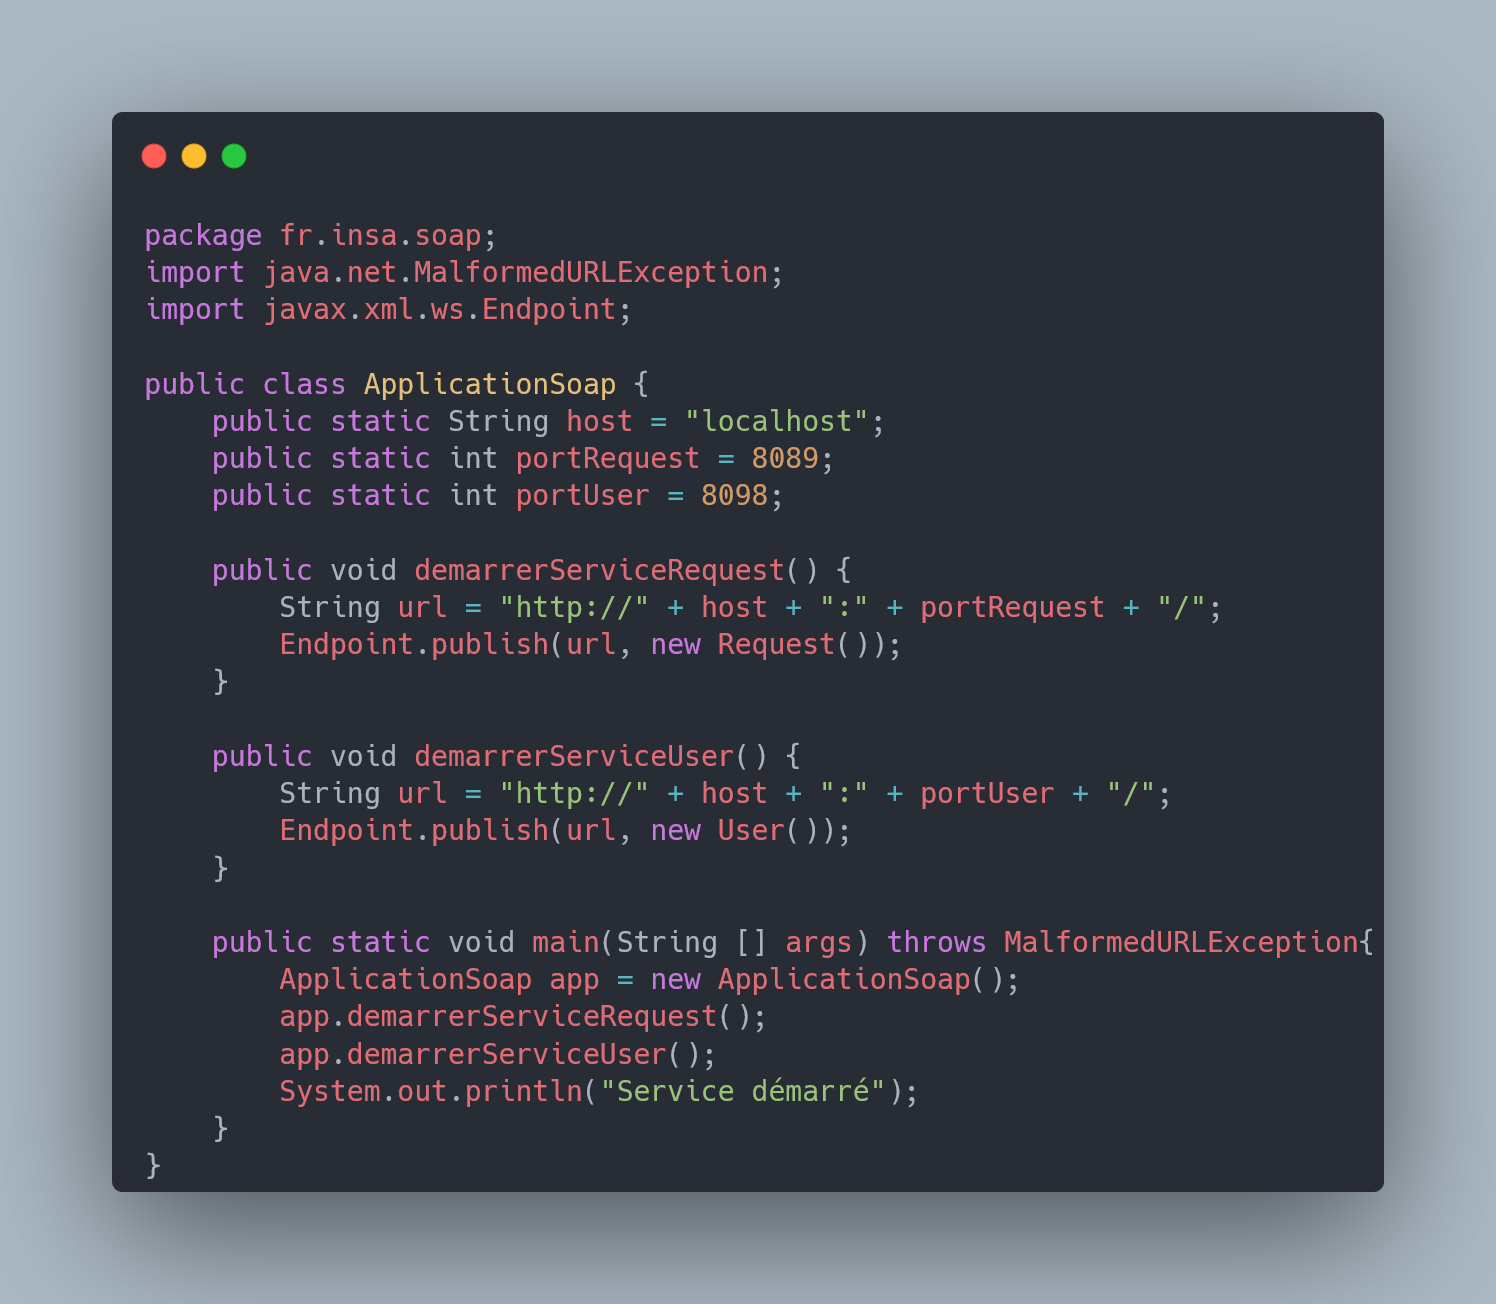 package fr.insa.soap;
import java.net.MalformedURLException;
import javax.xml.ws.Endpoint;

public class ApplicationSoap {
    public static String host = "localhost";
    public static int portRequest = 8089;
    public static int portUser = 8098;

    public void demarrerServiceRequest() {
        String url = "http://" + host + ":" + portRequest + "/";
        Endpoint.publish(url, new Request());
    }

    public void demarrerServiceUser() {
        String url = "http://" + host + ":" + portUser + "/";
        Endpoint.publish(url, new User());
    }

    public static void main(String [] args) throws MalformedURLException{
        ApplicationSoap app = new ApplicationSoap();
        app.demarrerServiceRequest();
        app.demarrerServiceUser();
        System.out.println("Service démarré");
    }
}